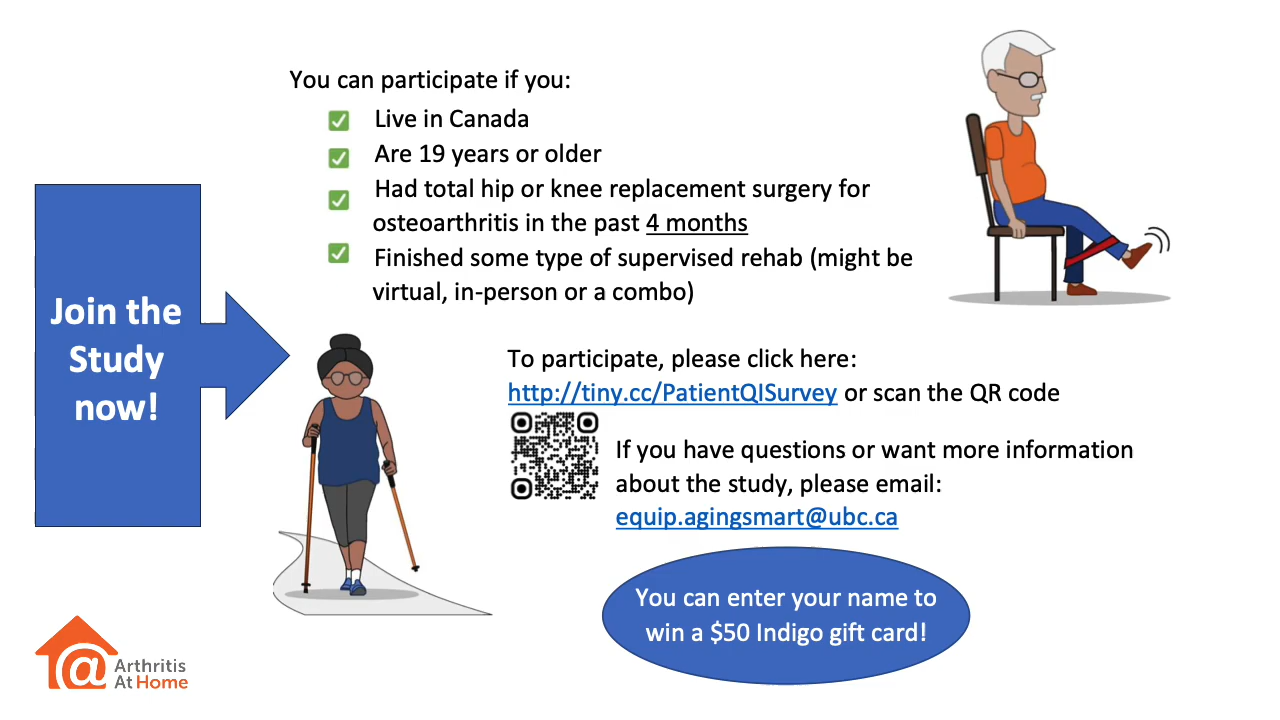 You can participate if you:
Live in Canada
Are 19 years or older
Had total hip or knee replacement surgery for
osteoarthritis in the past 4 months
Finished some type of supervised rehab (might be
virtual, in-person or a combo)
Join the
Study
now!
To participate, please click here:
http://tiny.cc/PatientQISurvey or scan the QR code
If you have questions or want more information
about the study, please email:
equip.agingsmart@ubc.ca
You can enter your name to
win a $50 Indigo gift card!
@ Arthritis
At Home